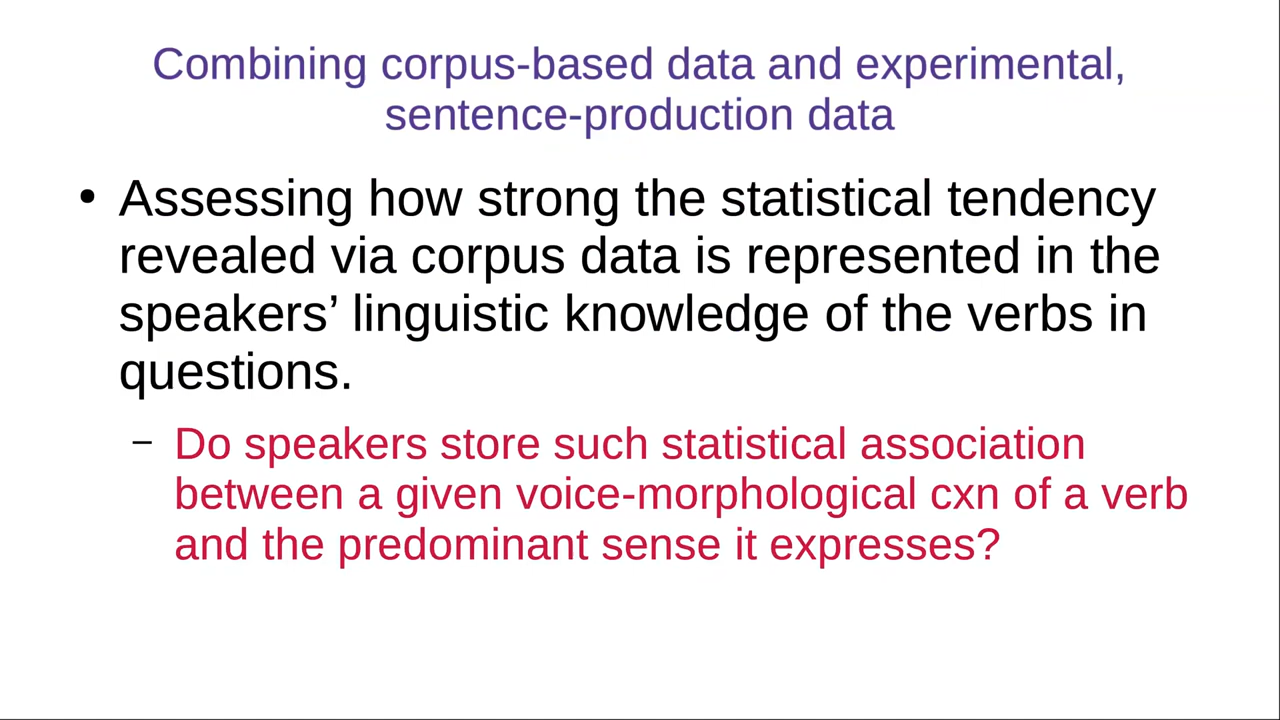 Combining corpus-based data and experimental,
sentence-production data
• Assessing how strong the statistical tendency
revealed via corpus data is represented in the
speakers’ linguistic knowledge of the verbs in
questions.
– Do speakers store such statistical association
between a given voice-morphological cxn of a verb
and the predominant sense it expresses?